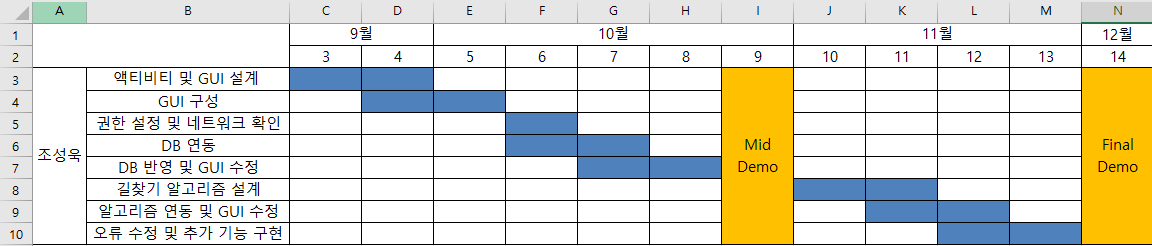 A B C D E F G H I J K L M N
1 9월 10월 11월 12월
2 3 4 5 6 7 8 9 10 11 12 13 14
3 액티비티 및 GUI 설계
4 GUI 구성
5 권한 설정 및 네트워크 확인
6 DB 연동
조성욱
Mid
Demo
Final
Demo
7 DB 반영 및 GUI 수정
8 길찾기 알고리즘 설계
9 알고리즘 연동 및 GUI 수정
10 오류 수정 및 추가 기능 구현